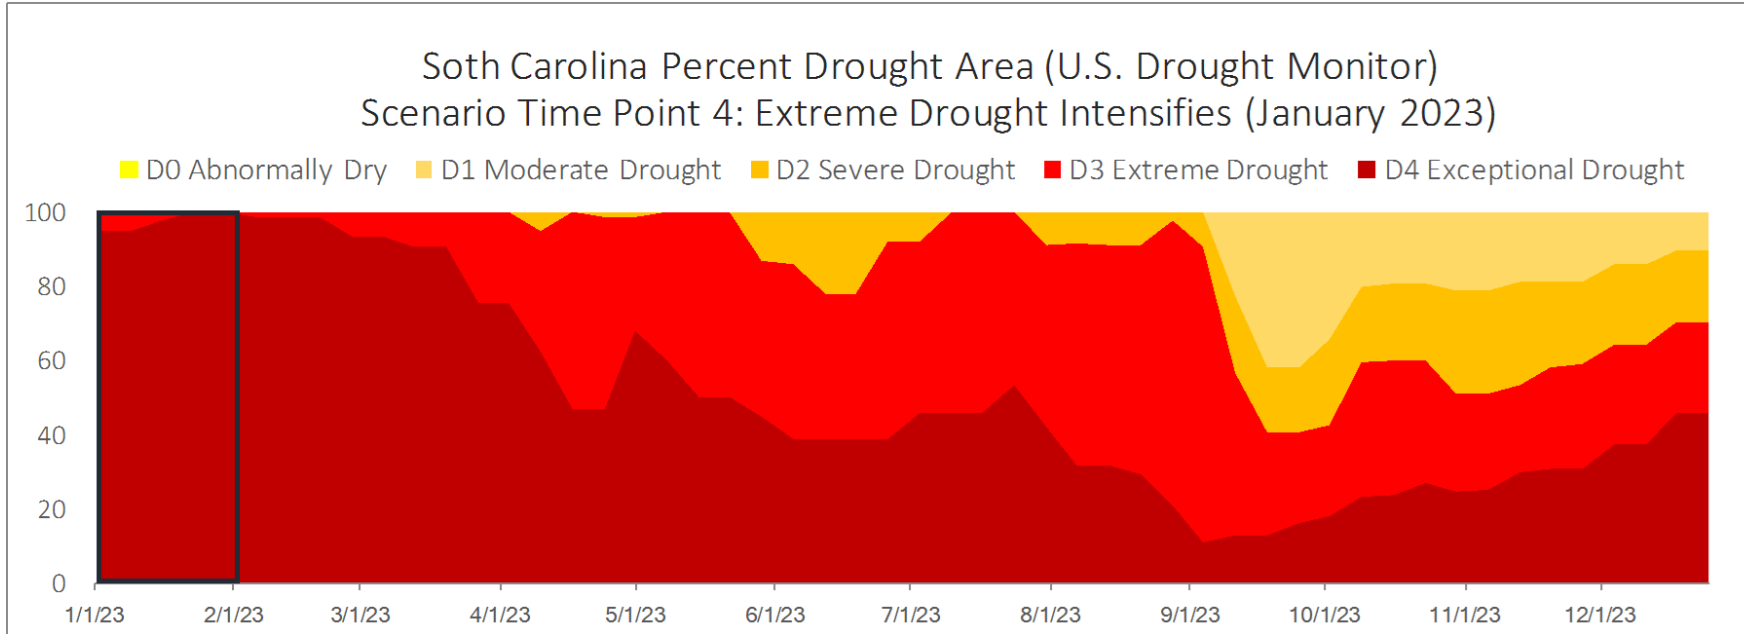 Soth Carolina Percent Drought Area (U.S. Drought Monitor)
Scenario Time Point 4: Extreme Drought Intensifies (January 2023)
D0 Abnormally Dry D1 Moderate Drought D2 Severe Drought D3 Extreme Drought D4 Exceptional Drought
100
80
60
40
20
0
1/1/23 2/1/23 3/1/23 4/1/23 5/1/23 6/1/23 7/1/23 8/1/23 9/1/23 10/1/23 11/1/23 12/1/23